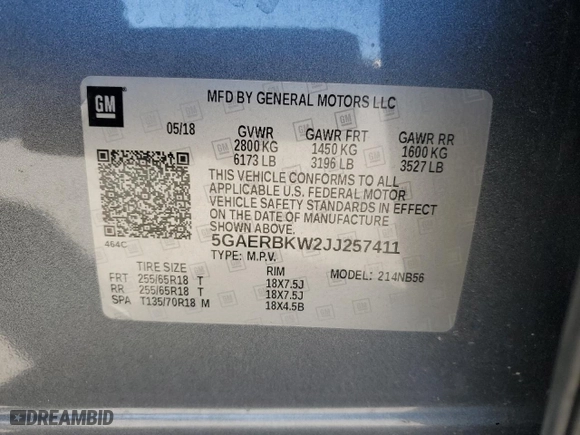 GM
MFD BY GENERAL MOTORS LLC
05/18 GVWR GAWR FRT GAWR RR
2800 KG 1450 KG 1600 KG
6173 LB 3196 LB 3527 LB
THIS VEHICLE CONFORMS TO ALL
APPLICABLE U.S. FEDERAL MOTOR
VEHICLE SAFETY STANDARDS IN EFFECT
ON THE DATE OF MANUFACTURE
SHOWN ABOVE.
464C
5GAERBKW2JJ257411
TYPE: M.P.V.
TIRE SIZE RIM MODEL: 214NB56
FRT 255/65R18 T 18X7.5J
RR 255/65R18 T 18X7.5J
SPA T135/70R18 M 18X4.5B
DREAMBID